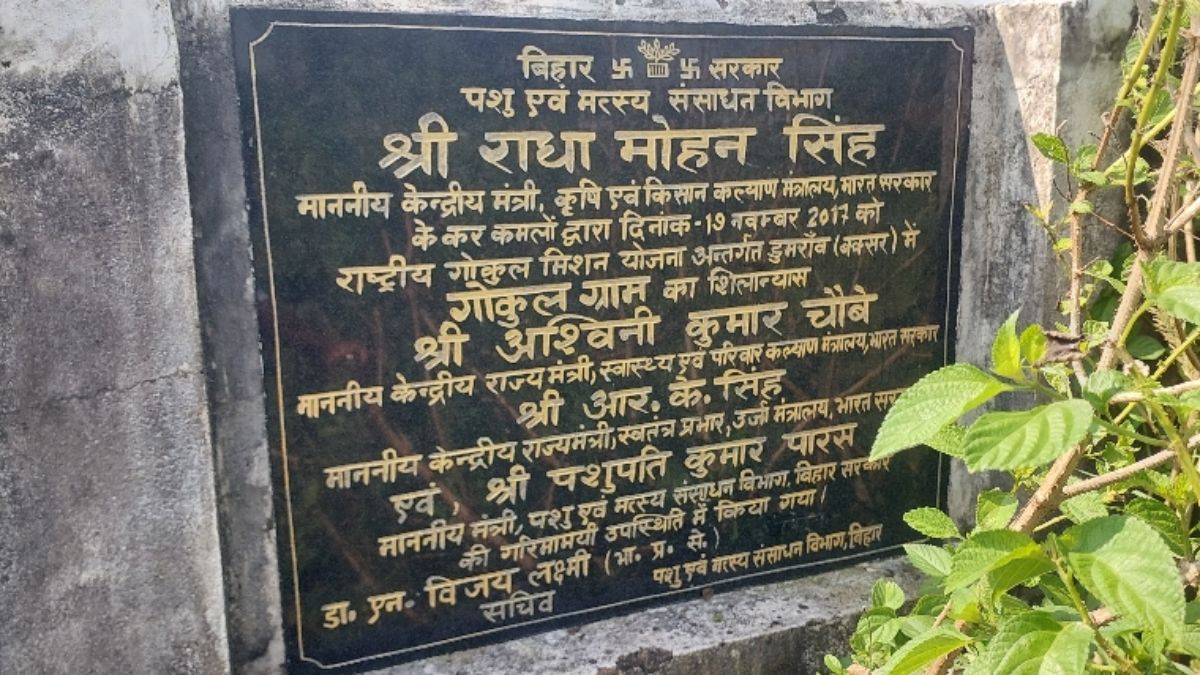 बिहार 卐 卐 सरकार
पशु एवं मत्स्य संसाधन विभाग
श्री राधा मोहन सिंह
माननीय केन्द्रीय मंत्री, कृषि एवं किसान कल्याण मंत्रालय, भारत सरकार
के कर कमलों द्वारा दिनांक - 19 नवम्बर 2017 को
राष्ट्रीय गोकुल मिशन योजना अन्तर्गत डुमराँव (बक्सर) में
गोकुल ग्राम का शिलान्यास
श्री अश्विनी कुमार चौबे
माननीय केन्द्रीय राज्य मंत्री, स्वास्थ्य एवं परिवार कल्याण मंत्रालय, भारत सरकार
श्री आर. के. सिंह
माननीय केन्द्रीय राज्यमंत्री, स्वतंत्र प्रभार, उर्जा मंत्रालय, भारत सर
एवं, श्री पशुपति कुमार पारस
माननीय मंत्री, पशु एवं मत्स्य संसाधन विभाग, बिहार सरकार
की गरिमामयी उपस्थिति में किया गया।
डा. एन. विजय लक्ष्मी (भा. प्र. से.)
सचिव
पशु एवं मत्स्य संसाधन विभाग, बिहार